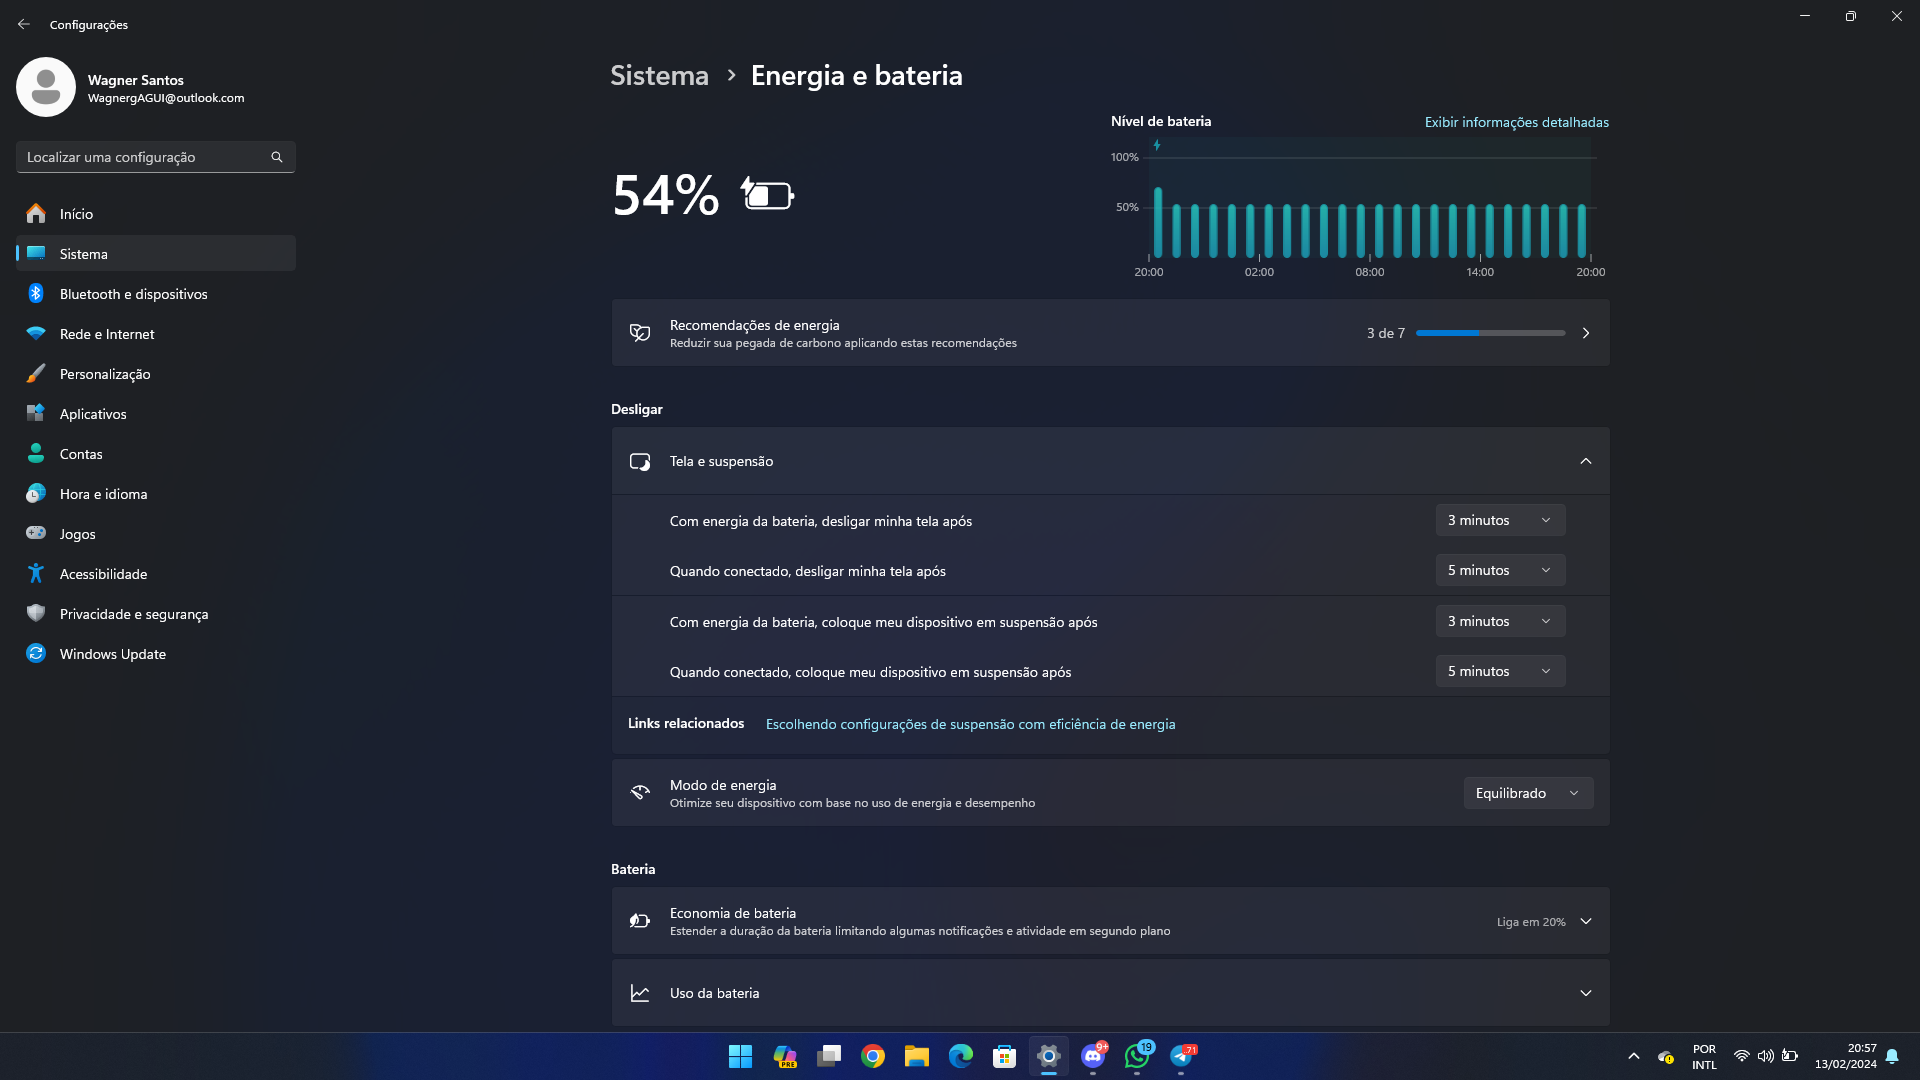 Configurações
Wagner Santos
WagnergAGUI@outlook.com
Localizar uma configuração
Início
Sistema
Bluetooth e dispositivos
Rede e Internet
Personalização
Aplicativos
Contas
Hora e idioma
Jogos
Acessibilidade
Privacidade e segurança
Windows Update
Sistema > Energia e bateria
54%
Nível de bateria
Exibir informações detalhadas
100%
50%
20:00 02:00 08:00 14:00 20:00
Recomendações de energia
Reduzir sua pegada de carbono aplicando estas recomendações
3 de 7
Desligar
Tela e suspensão
Com energia da bateria, desligar minha tela após
3 minutos
Quando conectado, desligar minha tela após
5 minutos
Com energia da bateria, coloque meu dispositivo em suspensão após
3 minutos
Quando conectado, coloque meu dispositivo em suspensão após
5 minutos
Links relacionados
Escolhendo configurações de suspensão com eficiência de energia
Modo de energia
Otimize seu dispositivo com base no uso de energia e desempenho
Equilibrado
Bateria
Economia de bateria
Estender a duração da bateria limitando algumas notificações e atividade em segundo plano
Liga em 20%
Uso da bateria
PRE
9+
19
71
POR
INTL
20:57
13/02/2024